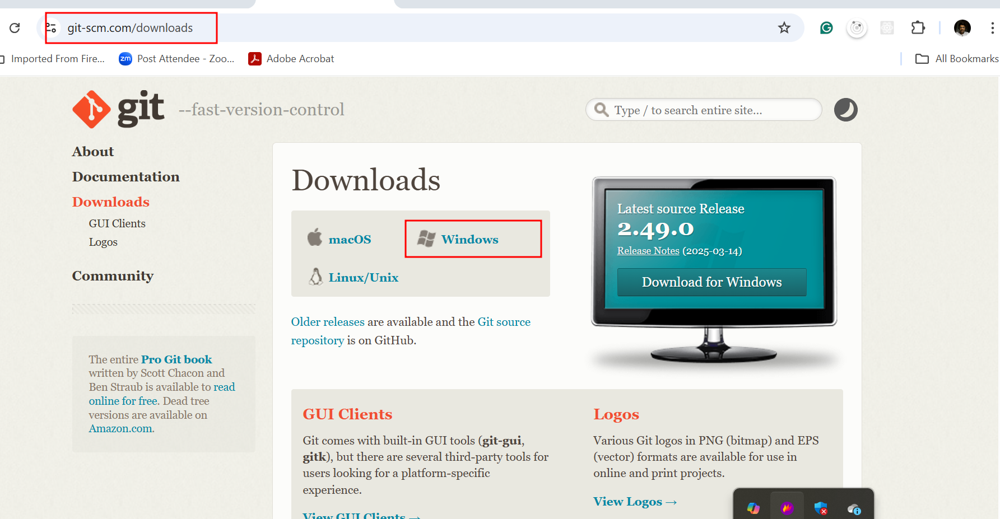 git-scm.com/downloads
Imported From Fire...
zm
Post Attendee - Zoo...
Adobe Acrobat
All Bookmarks
git
--fast-version-control
Type / to search entire site...
About
Documentation
Downloads
GUI Clients
Logos
Community
The entire Pro Git book
written by Scott Chacon and
Ben Straub is available to read
online for free. Dead tree
versions are available on
Amazon.com.
Downloads
macOS
Windows
Linux/Unix
Older releases are available and the Git source
repository is on GitHub.
Latest source Release
2.49.0
Release Notes (2025-03-14)
Download for Windows
GUI Clients
Git comes with built-in GUI tools (git-gui,
gitk), but there are several third-party tools for
users looking for a platform-specific
experience.
View GUI Clients →
Logos
Various Git logos in PNG (bitmap) and EPS
(vector) formats are available for use in
online and print projects.
View Logos →